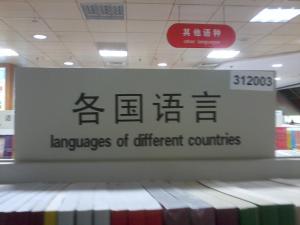 其他语种
other languages
312003
各国语言
languages of different countries